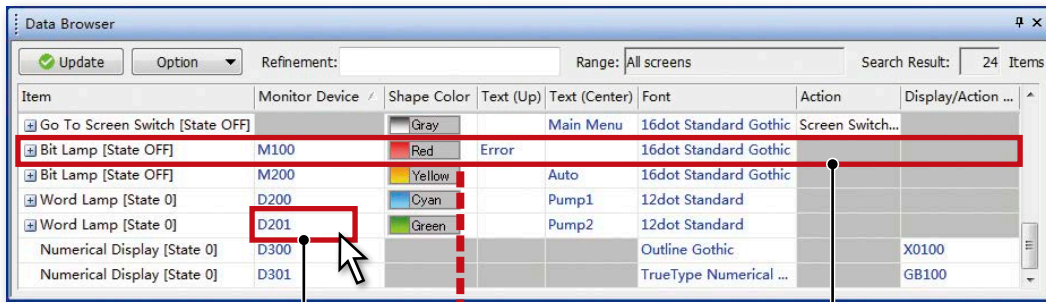 Data Browser
Update Option Refinement: Range: All screens Search Result: 24 Items
Item Monitor Device Shape Color Text (Up) Text (Center) Font Action Display/Action ...
Go To Screen Switch [State OFF] Gray Main Menu 16dot Standard Gothic Screen Switch...
Bit Lamp [State OFF] M100 Red Error 16dot Standard Gothic
Bit Lamp [State OFF] M200 Yellow Auto 16dot Standard Gothic
Word Lamp [State 0] D200 Cyan Pump1 12dot Standard
Word Lamp [State 0] D201 Green Pump2 12dot Standard
Numerical Display [State 0] D300 Outline Gothic X0100
Numerical Display [State 0] D301 TrueType Numerical ... GB100